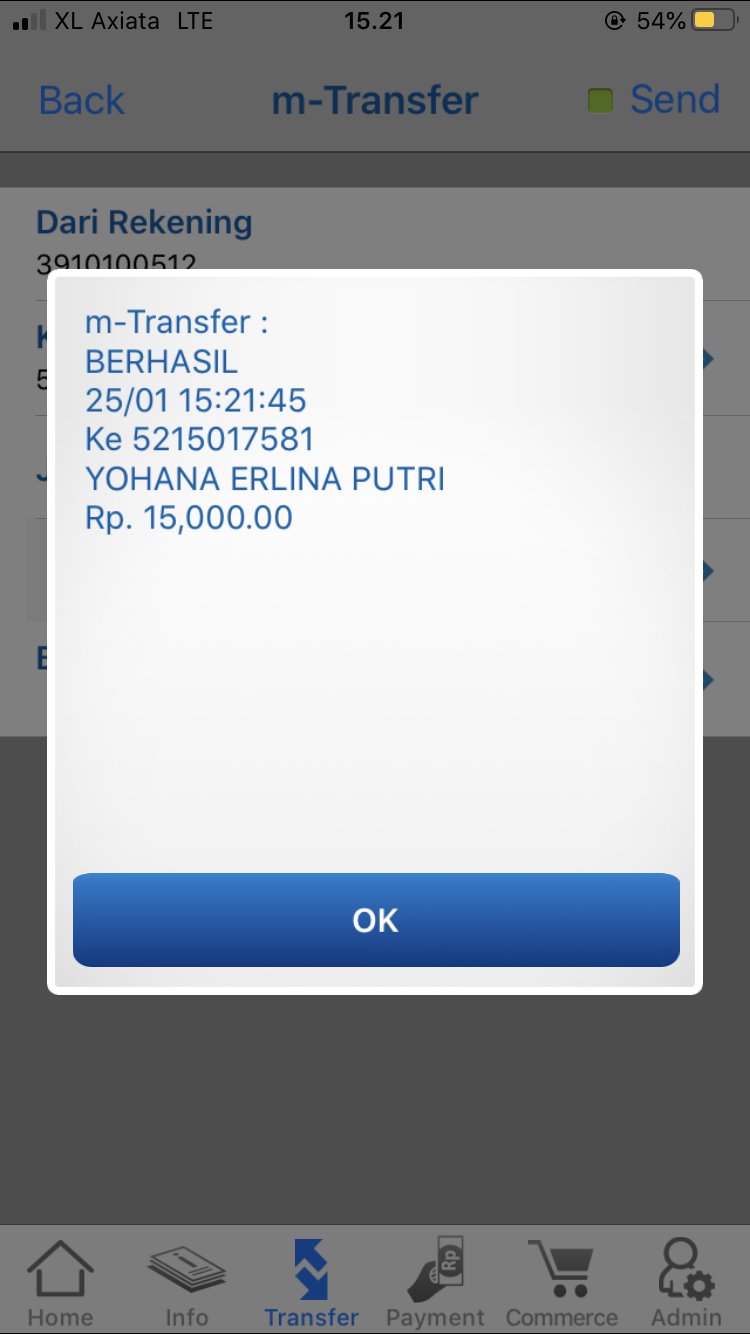 XL Axiata LTE 15.21 54%
Back m-Transfer Send
Dari Rekening
3910100512
m-Transfer :
BERHASIL
25/01 15:21:45
Ke 5215017581
YOHANA ERLINA PUTRI
Rp. 15,000.00
OK
Rp
Home Info Transfer Payment Commerce Admin